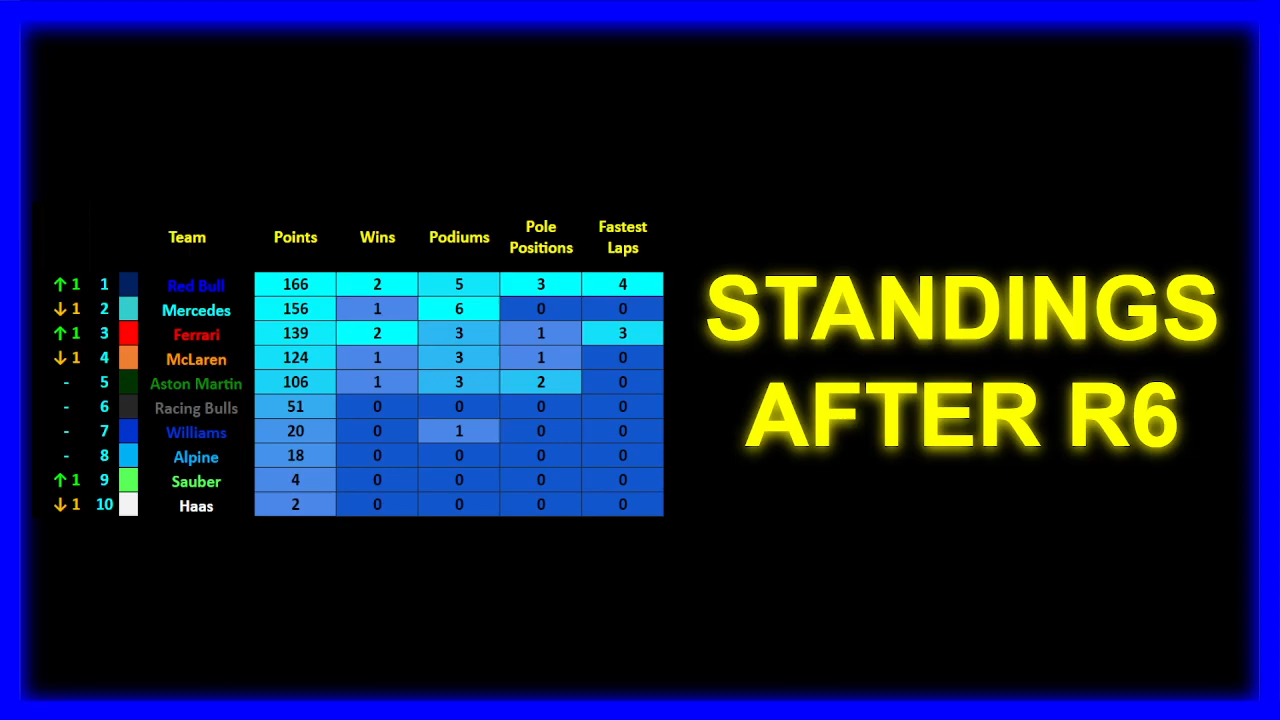 Team Points Wins Podiums Pole Positions Fastest Laps
↑ 1 1 Red Bull 166 2 5 3 4
↓ 1 2 Mercedes 156 1 6 0 0
↑ 1 3 Ferrari 139 2 3 1 3
↓ 1 4 McLaren 124 1 3 1 0
- 5 Aston Martin 106 1 3 2 0
- 6 Racing Bulls 51 0 0 0 0
- 7 Williams 20 0 1 0 0
- 8 Alpine 18 0 0 0 0
↑ 1 9 Sauber 4 0 0 0 0
↓ 1 10 Haas 2 0 0 0 0
STANDINGS
AFTER R6